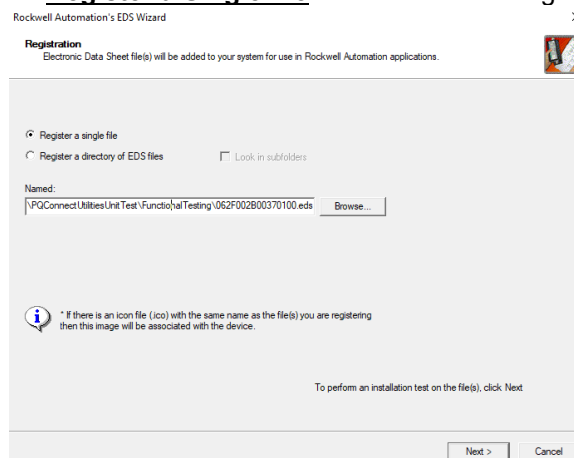 Rockwell Automation's EDS Wizard
Registration
Electronic Data Sheet file(s) will be added to your system for use in Rockwell Automation applications.
Register a single file
Register a directory of EDS files
Look in subfolders
Named:
\PQConnectUtilitiesUnitTest\FunctionalTesting\062F002B00370100.eds
Browse...
* If there is an icon file (.ico) with the same name as the file(s) you are registering
then this image will be associated with the device.
To perform an installation test on the file(s), click Next
Next >
Cancel